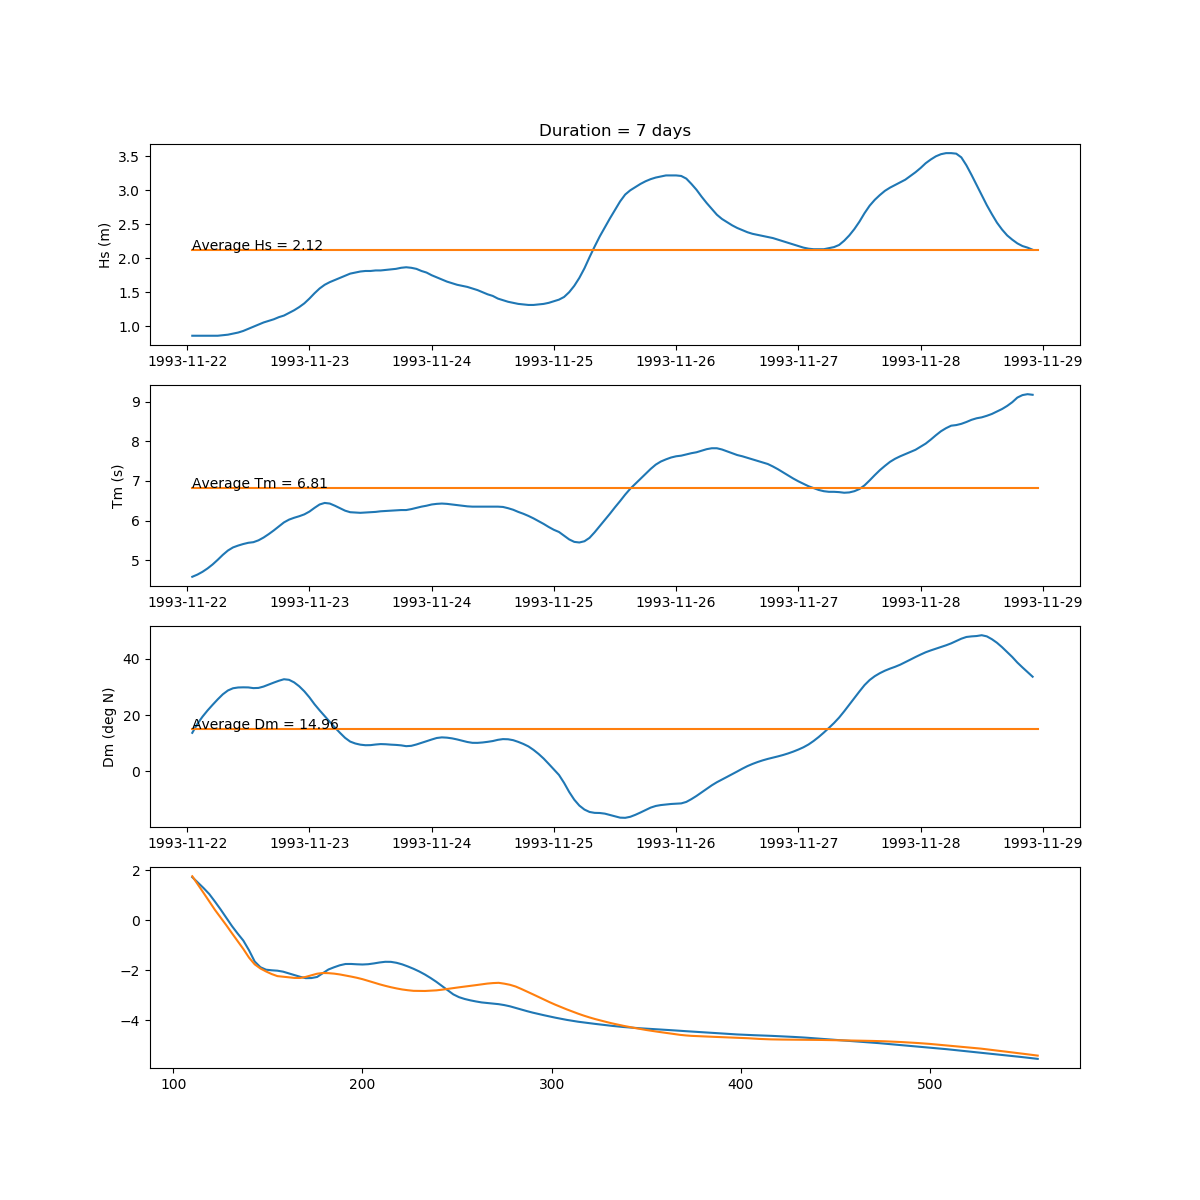 Duration = 7 days
Hs (m)
3.5
3.0
2.5
2.0
1.5
1.0
Average Hs = 2.12
1993-11-22 1993-11-23 1993-11-24 1993-11-25 1993-11-26 1993-11-27 1993-11-28 1993-11-29
Tm (s)
9
8
7
6
5
Average Tm = 6.81
1993-11-22 1993-11-23 1993-11-24 1993-11-25 1993-11-26 1993-11-27 1993-11-28 1993-11-29
Dm (deg N)
40
20
0
Average Dm = 14.96
1993-11-22 1993-11-23 1993-11-24 1993-11-25 1993-11-26 1993-11-27 1993-11-28 1993-11-29
2
0
−2
−4
100 200 300 400 500